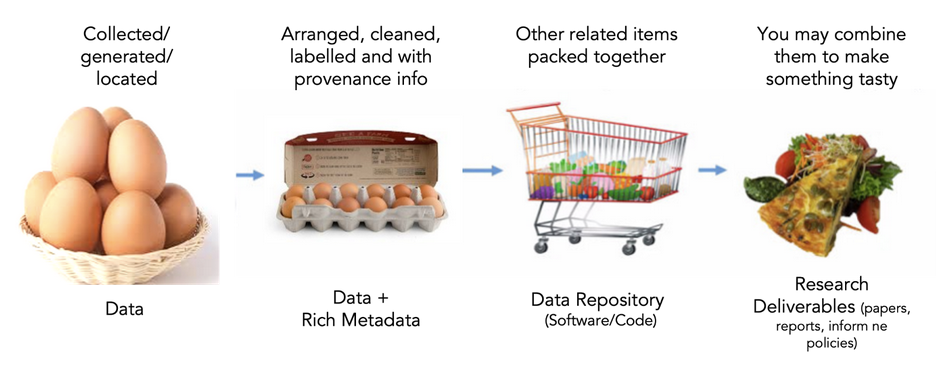 Collected/
generated/
located
Arranged, cleaned,
labelled and with
provenance info
Other related items
packed together
You may combine
them to make
something tasty
Data
Data +
Rich Metadata
Data Repository
(Software/Code)
Research
Deliverables (papers,
reports, inform ne
policies)